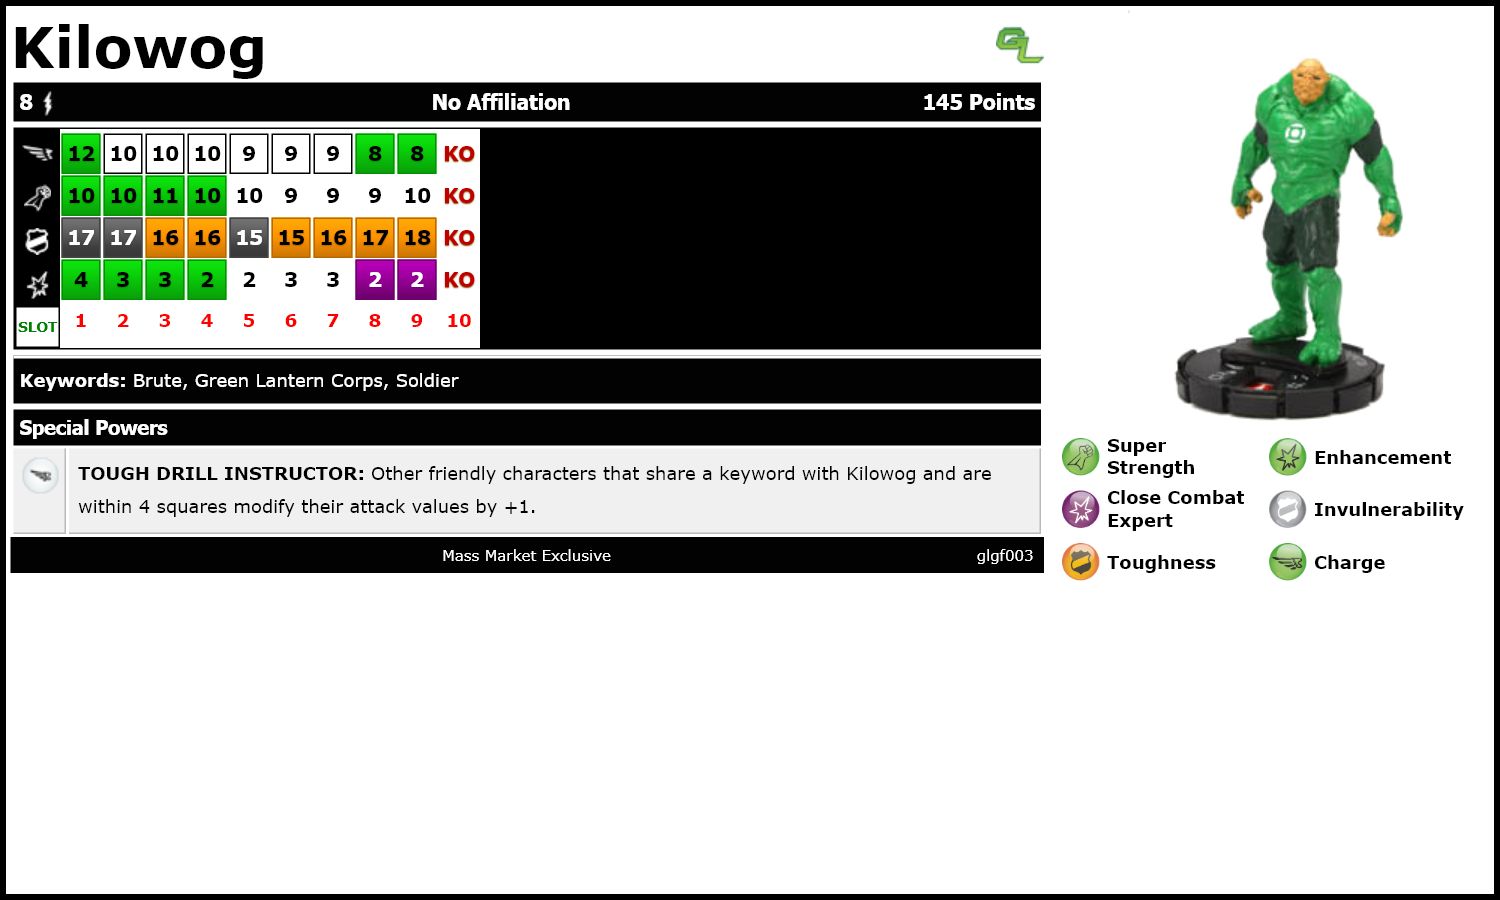 Kilowog
GL
8 No Affiliation 145 Points
12 10 10 10 9 9 9 8 8 KO
10 10 11 10 10 9 9 9 10 KO
17 17 16 16 15 15 16 17 18 KO
4 3 3 2 2 3 3 2 2 KO
SLOT 1 2 3 4 5 6 7 8 9 10
Keywords: Brute, Green Lantern Corps, Soldier
Special Powers
TOUGH DRILL INSTRUCTOR: Other friendly characters that share a keyword with Kilowog and are
within 4 squares modify their attack values by +1.
Mass Market Exclusive glgf003
Super
Strength
Enhancement
Close Combat
Expert
Invulnerability
Toughness
Charge